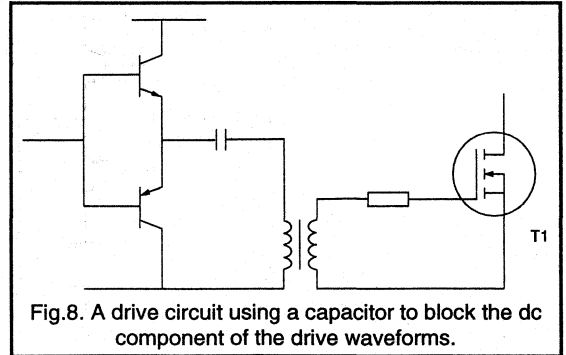 T1
Fig.8. A drive circuit using a capacitor to block the dc
component of the drive waveforms.